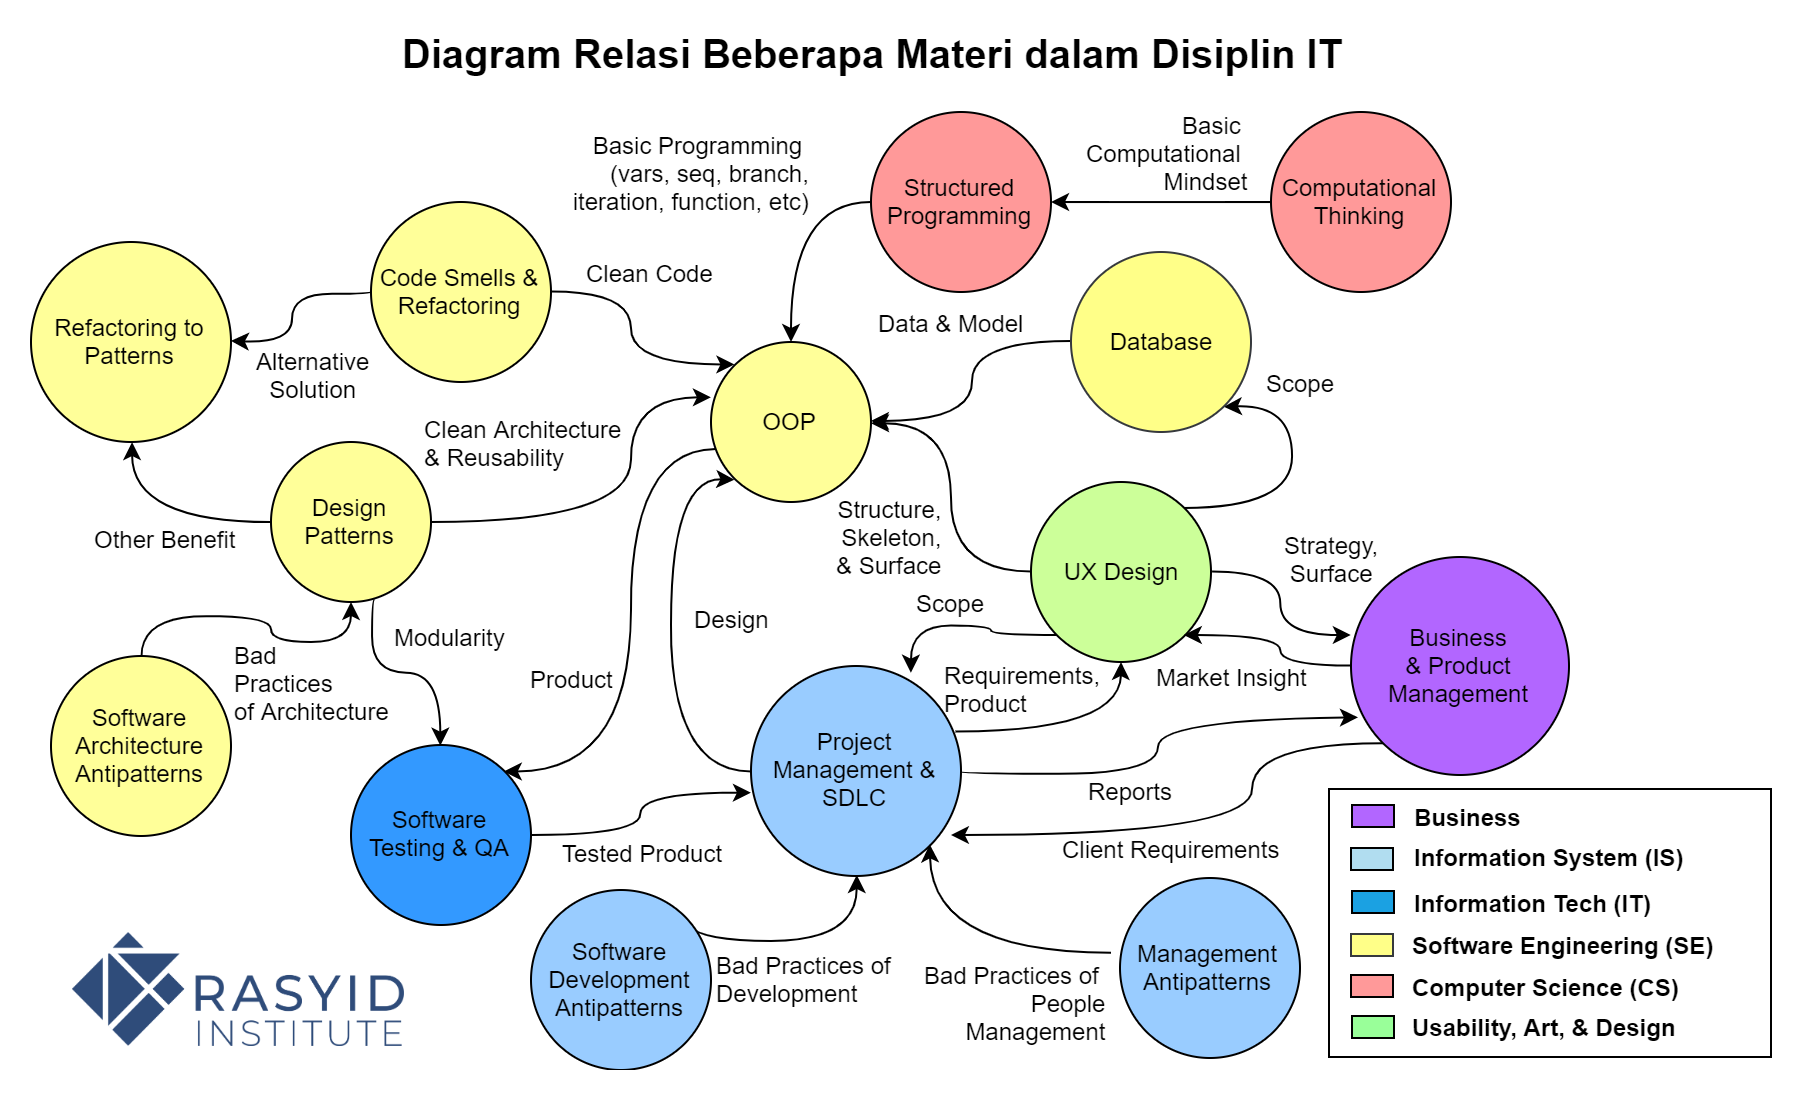 Diagram Relasi Beberapa Materi dalam Disiplin IT
Basic Programming
(vars, seq, branch,
iteration, function, etc)
Structured
Programming
Basic
Computational
Mindset
Computational
Thinking
Code Smells &
Refactoring
Clean Code
Refactoring to
Patterns
Alternative
Solution
Data & Model
Database
Scope
OOP
Clean Architecture
& Reusability
Design
Patterns
Other Benefit
Structure,
Skeleton,
& Surface
UX Design
Strategy,
Surface
Business
& Product
Management
Market Insight
Scope
Requirements,
Product
Design
Product
Modularity
Bad
Practices
of Architecture
Software
Architecture
Antipatterns
Project
Management &
SDLC
Reports
Client Requirements
Software
Testing & QA
Tested Product
Software
Development
Antipatterns
Bad Practices of
Development
Bad Practices of
People
Management
Management
Antipatterns
Business
Information System (IS)
Information Tech (IT)
Software Engineering (SE)
Computer Science (CS)
Usability, Art, & Design
RASYID
INSTITUTE